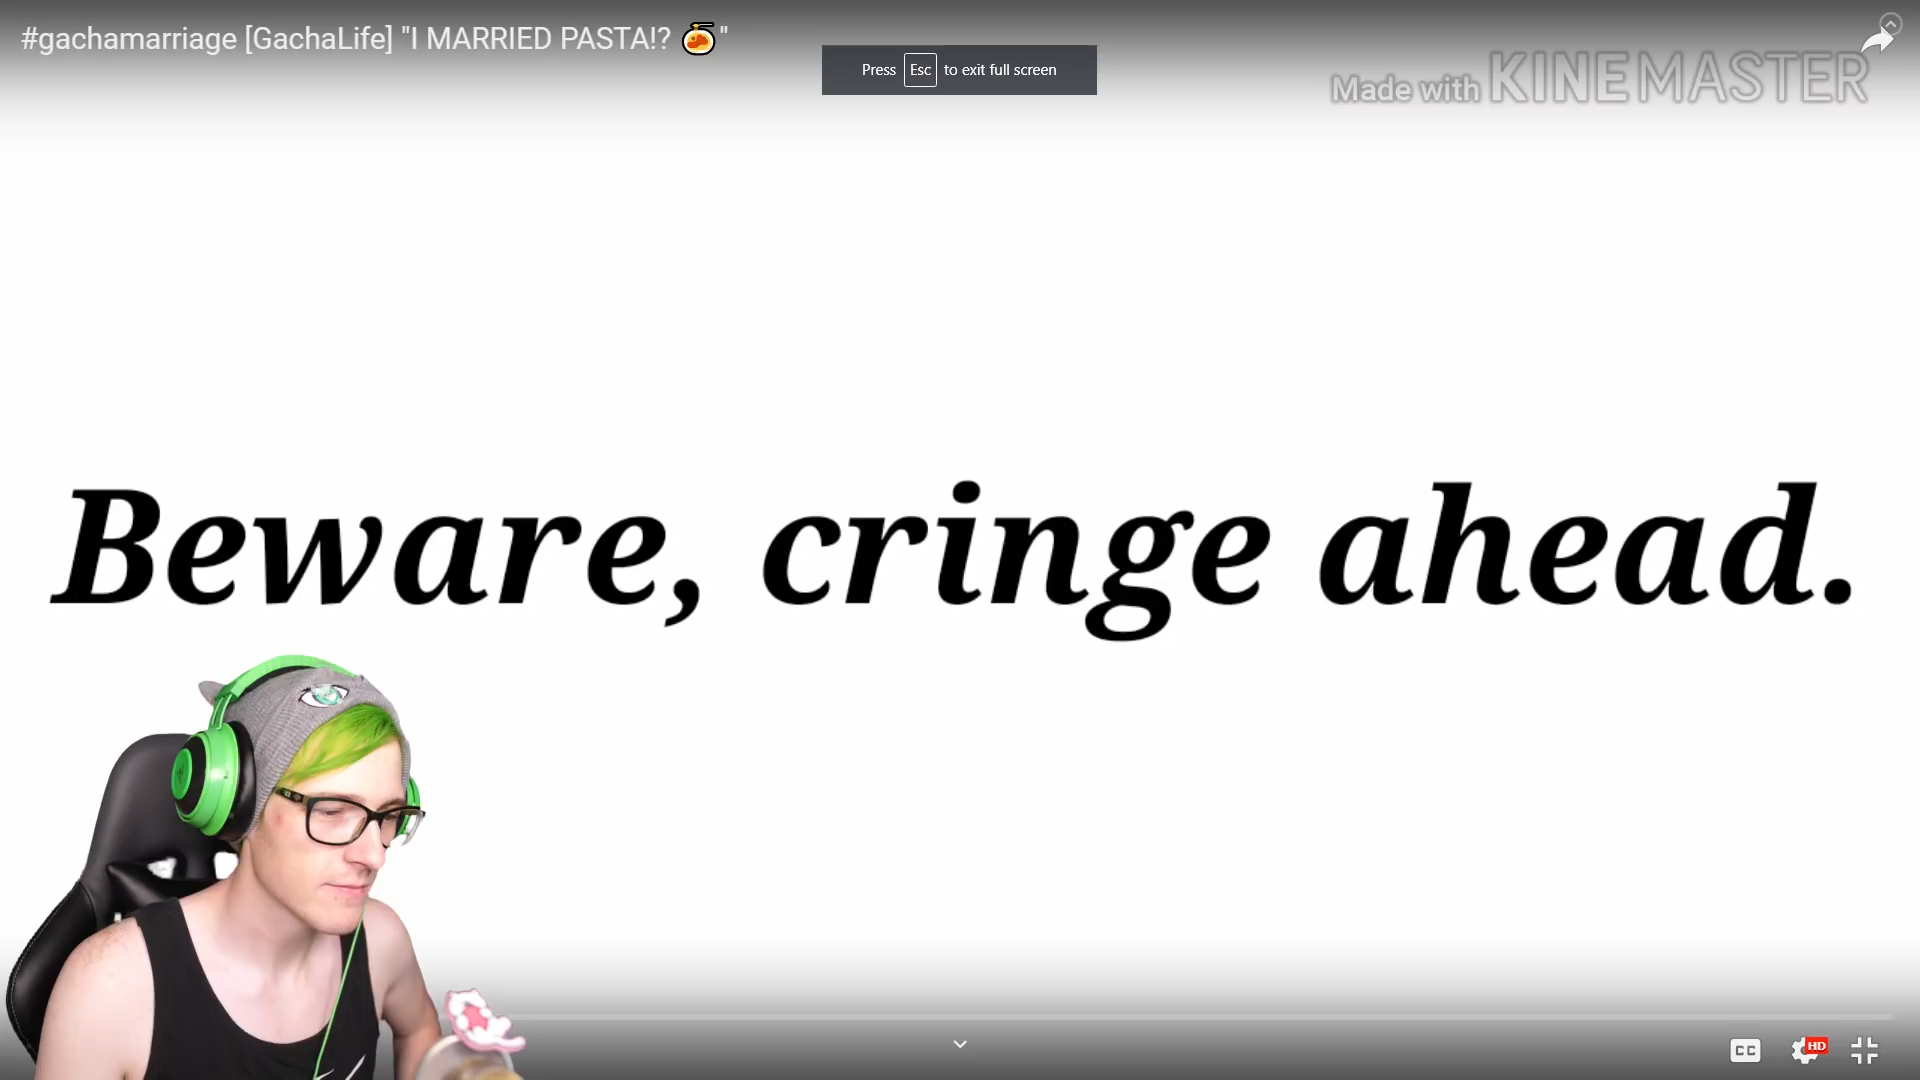 #gachamarriage [GachaLife] "I MARRIED PASTA!? 🍝"
Press Esc to exit full screen
Made with KINEMASTER
Beware, cringe ahead.
CC
HD